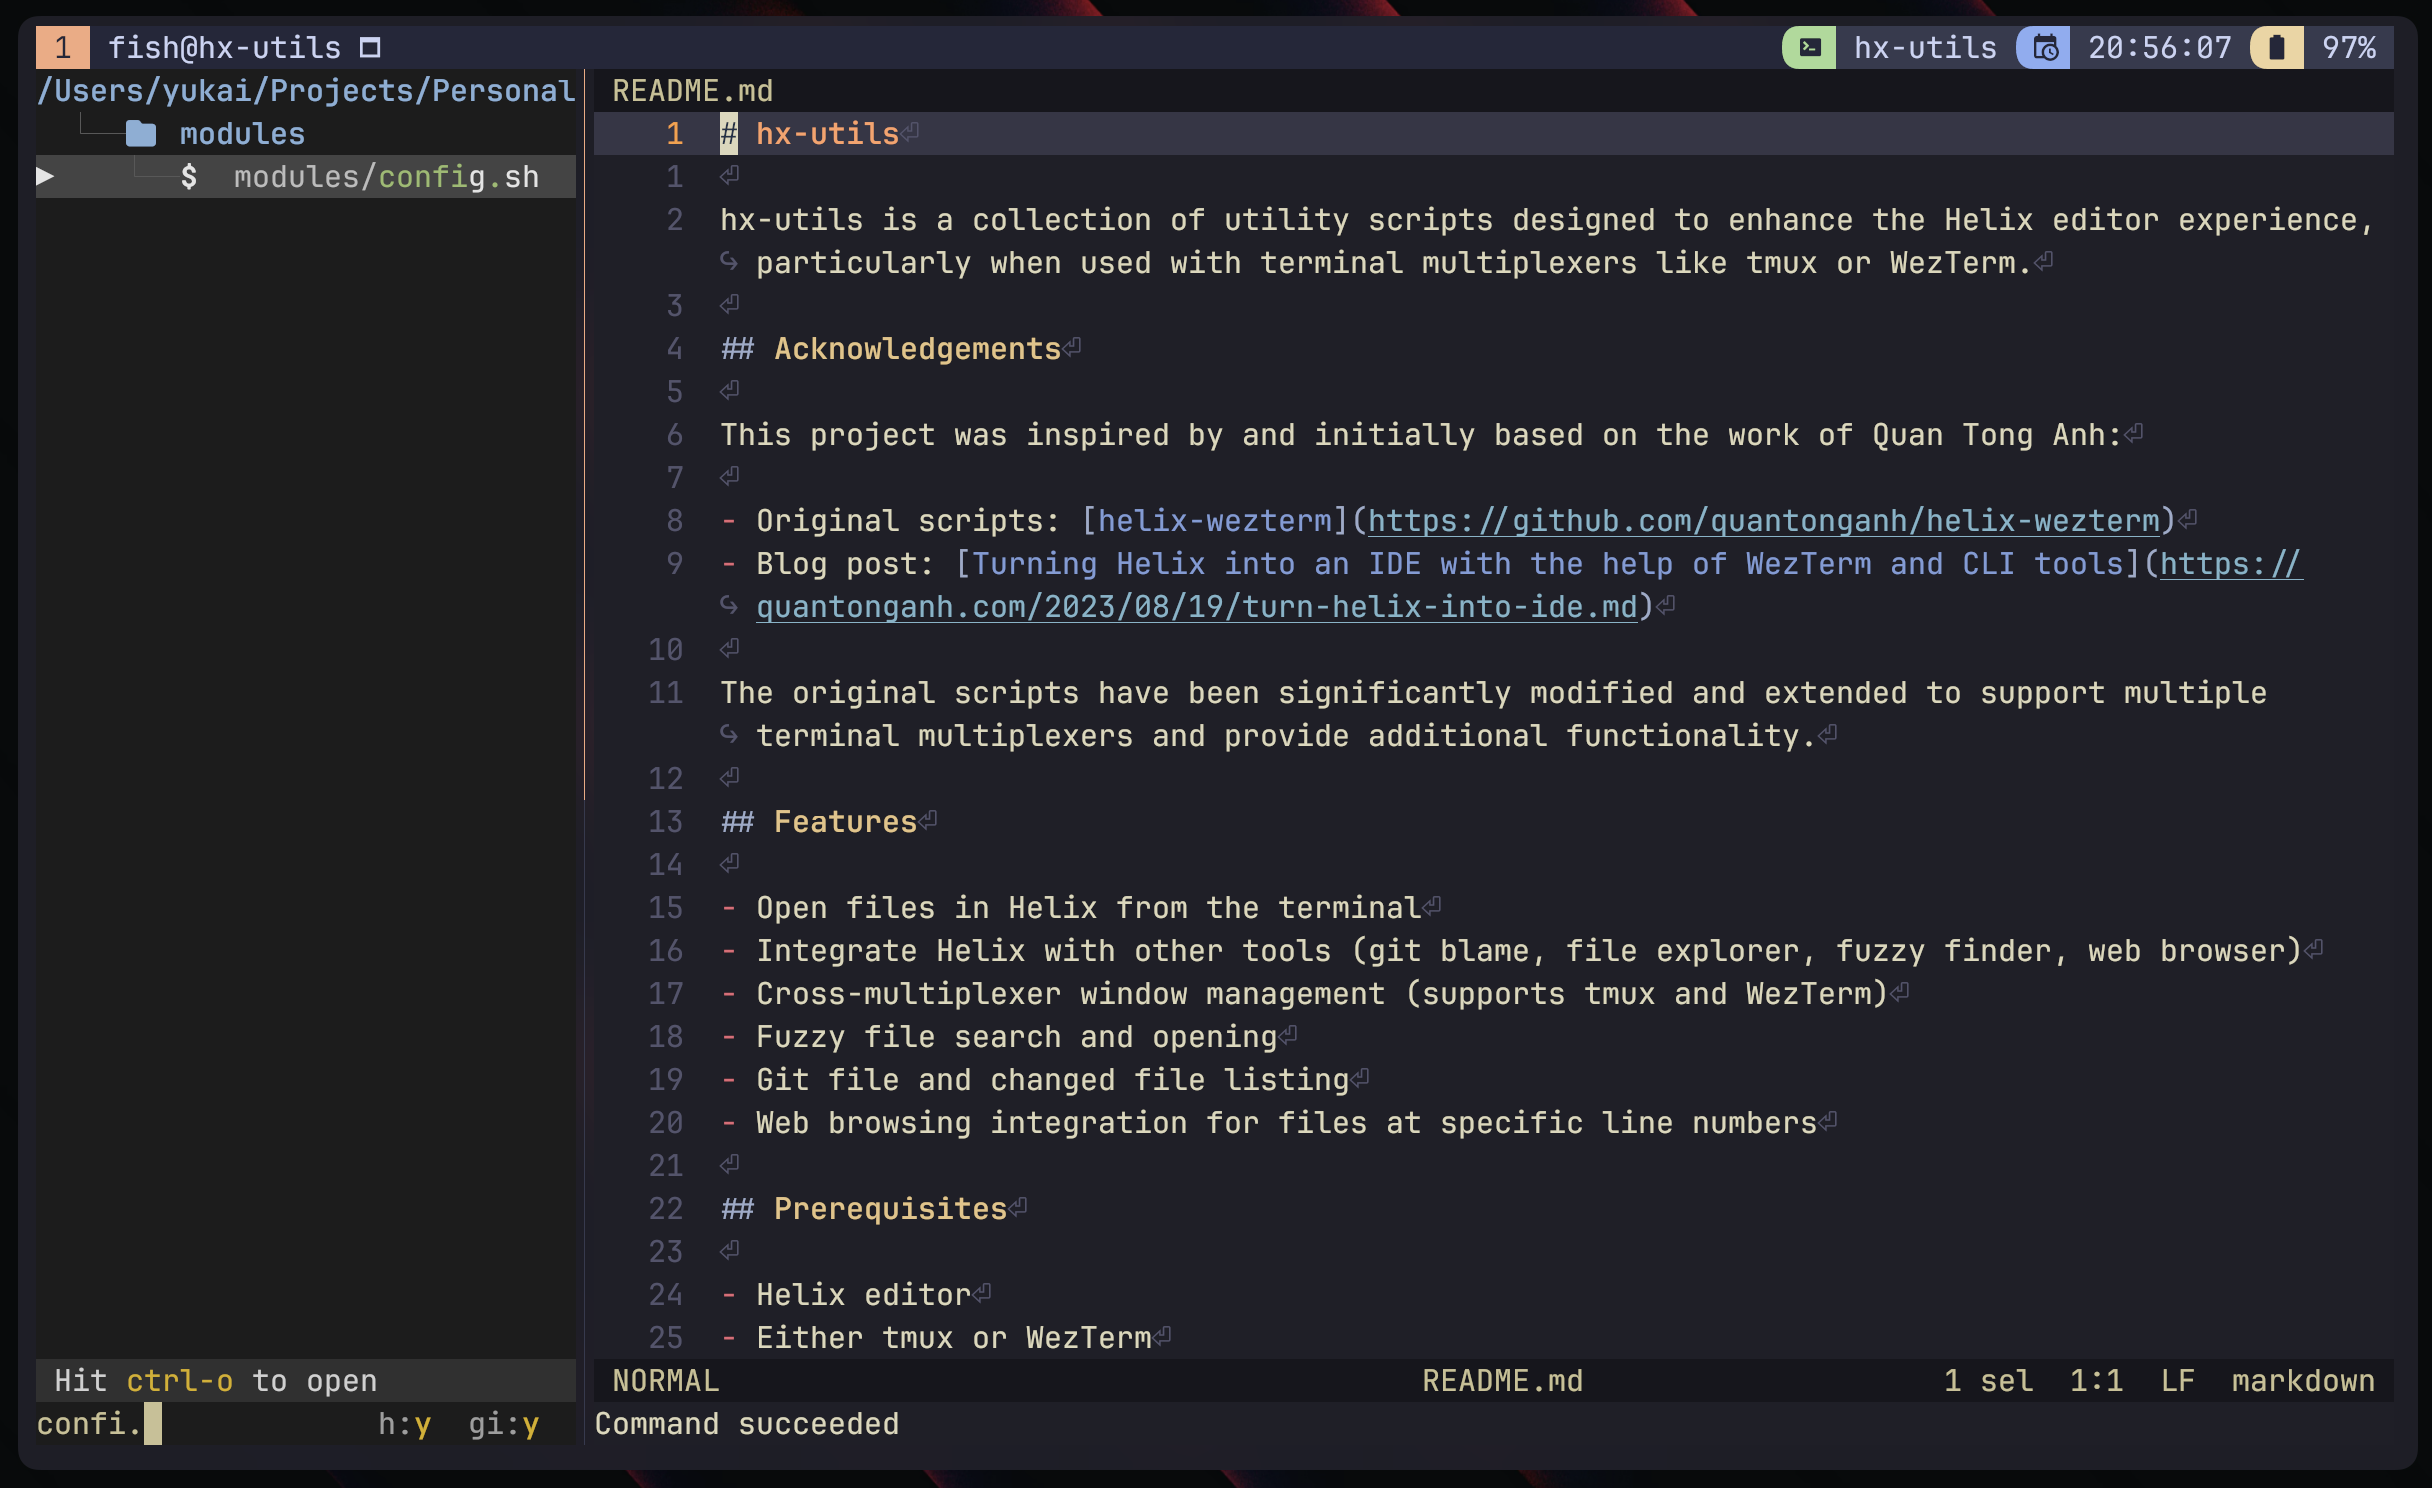 1 fish@hx-utils
hx-utils 20:56:07 97%
/Users/yukai/Projects/Personal
modules
$ modules/config.sh
Hit ctrl-o to open
confi. h:y gi:y
README.md
1 # hx-utils
1
2 hx-utils is a collection of utility scripts designed to enhance the Helix editor experience,
particularly when used with terminal multiplexers like tmux or WezTerm.
3
4 ## Acknowledgements
5
6 This project was inspired by and initially based on the work of Quan Tong Anh:
7
8 - Original scripts: [helix-wezterm](https://github.com/quantonganh/helix-wezterm)
9 - Blog post: [Turning Helix into an IDE with the help of WezTerm and CLI tools](https://
quantonganh.com/2023/08/19/turn-helix-into-ide.md)
10
11 The original scripts have been significantly modified and extended to support multiple
terminal multiplexers and provide additional functionality.
12
13 ## Features
14
15 - Open files in Helix from the terminal
16 - Integrate Helix with other tools (git blame, file explorer, fuzzy finder, web browser)
17 - Cross-multiplexer window management (supports tmux and WezTerm)
18 - Fuzzy file search and opening
19 - Git file and changed file listing
20 - Web browsing integration for files at specific line numbers
21
22 ## Prerequisites
23
24 - Helix editor
25 - Either tmux or WezTerm
NORMAL README.md 1 sel 1:1 LF markdown
Command succeeded